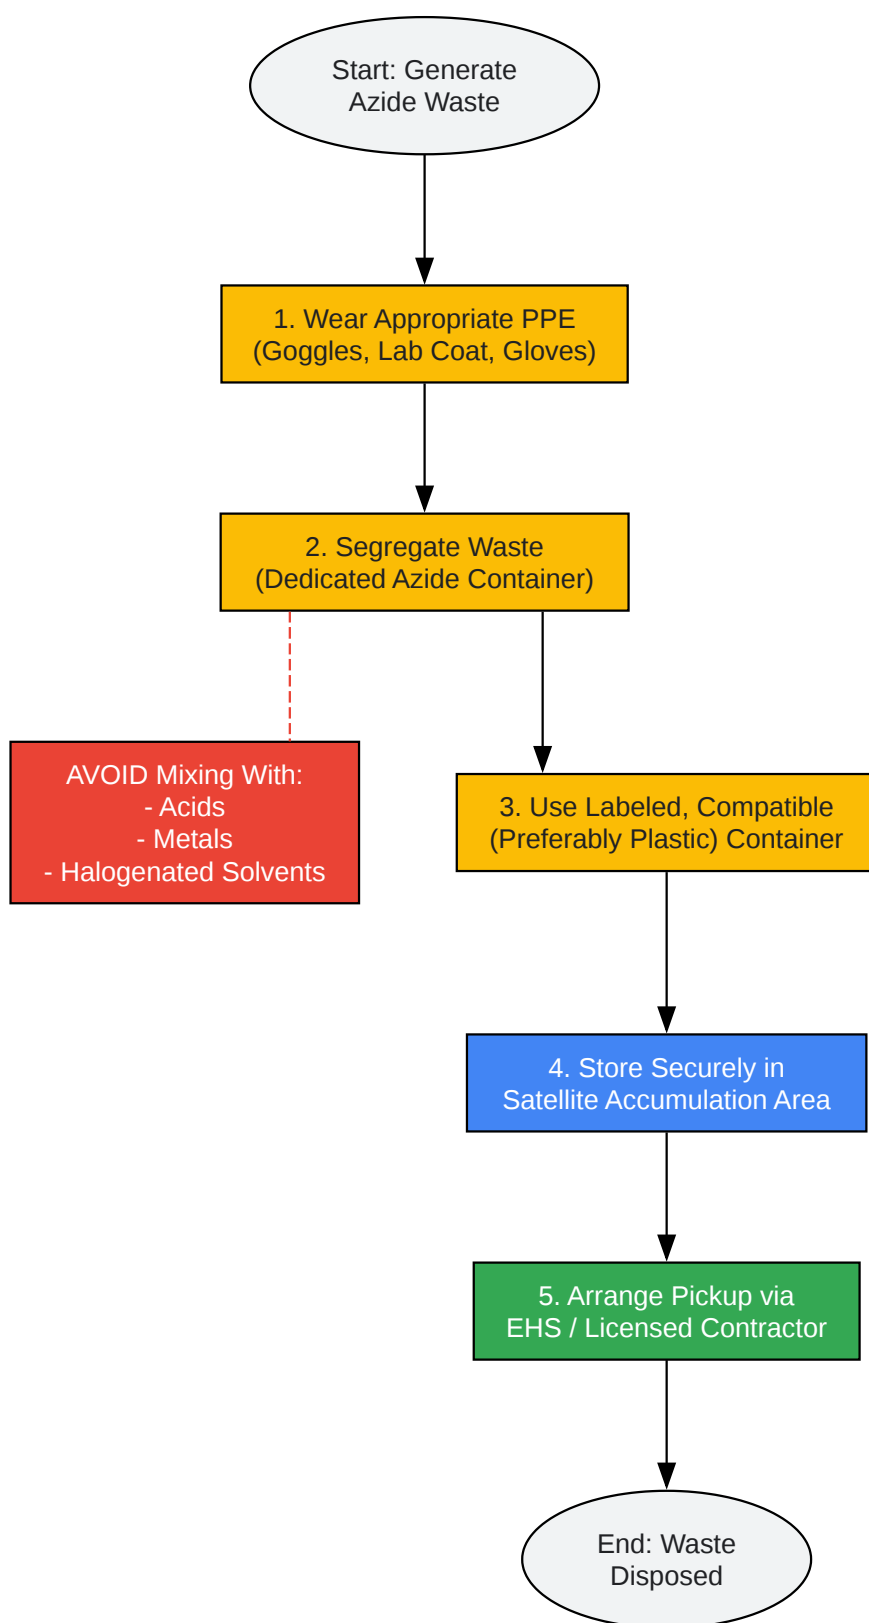 Start: Generate
Azide Waste
1. Wear Appropriate PPE
(Goggles, Lab Coat, Gloves)
2. Segregate Waste
(Dedicated Azide Container)
AVOID Mixing With:
- Acids
- Metals
- Halogenated Solvents
3. Use Labeled, Compatible
(Preferably Plastic) Container
4. Store Securely in
Satellite Accumulation Area
5. Arrange Pickup via
EHS / Licensed Contractor
End: Waste
Disposed